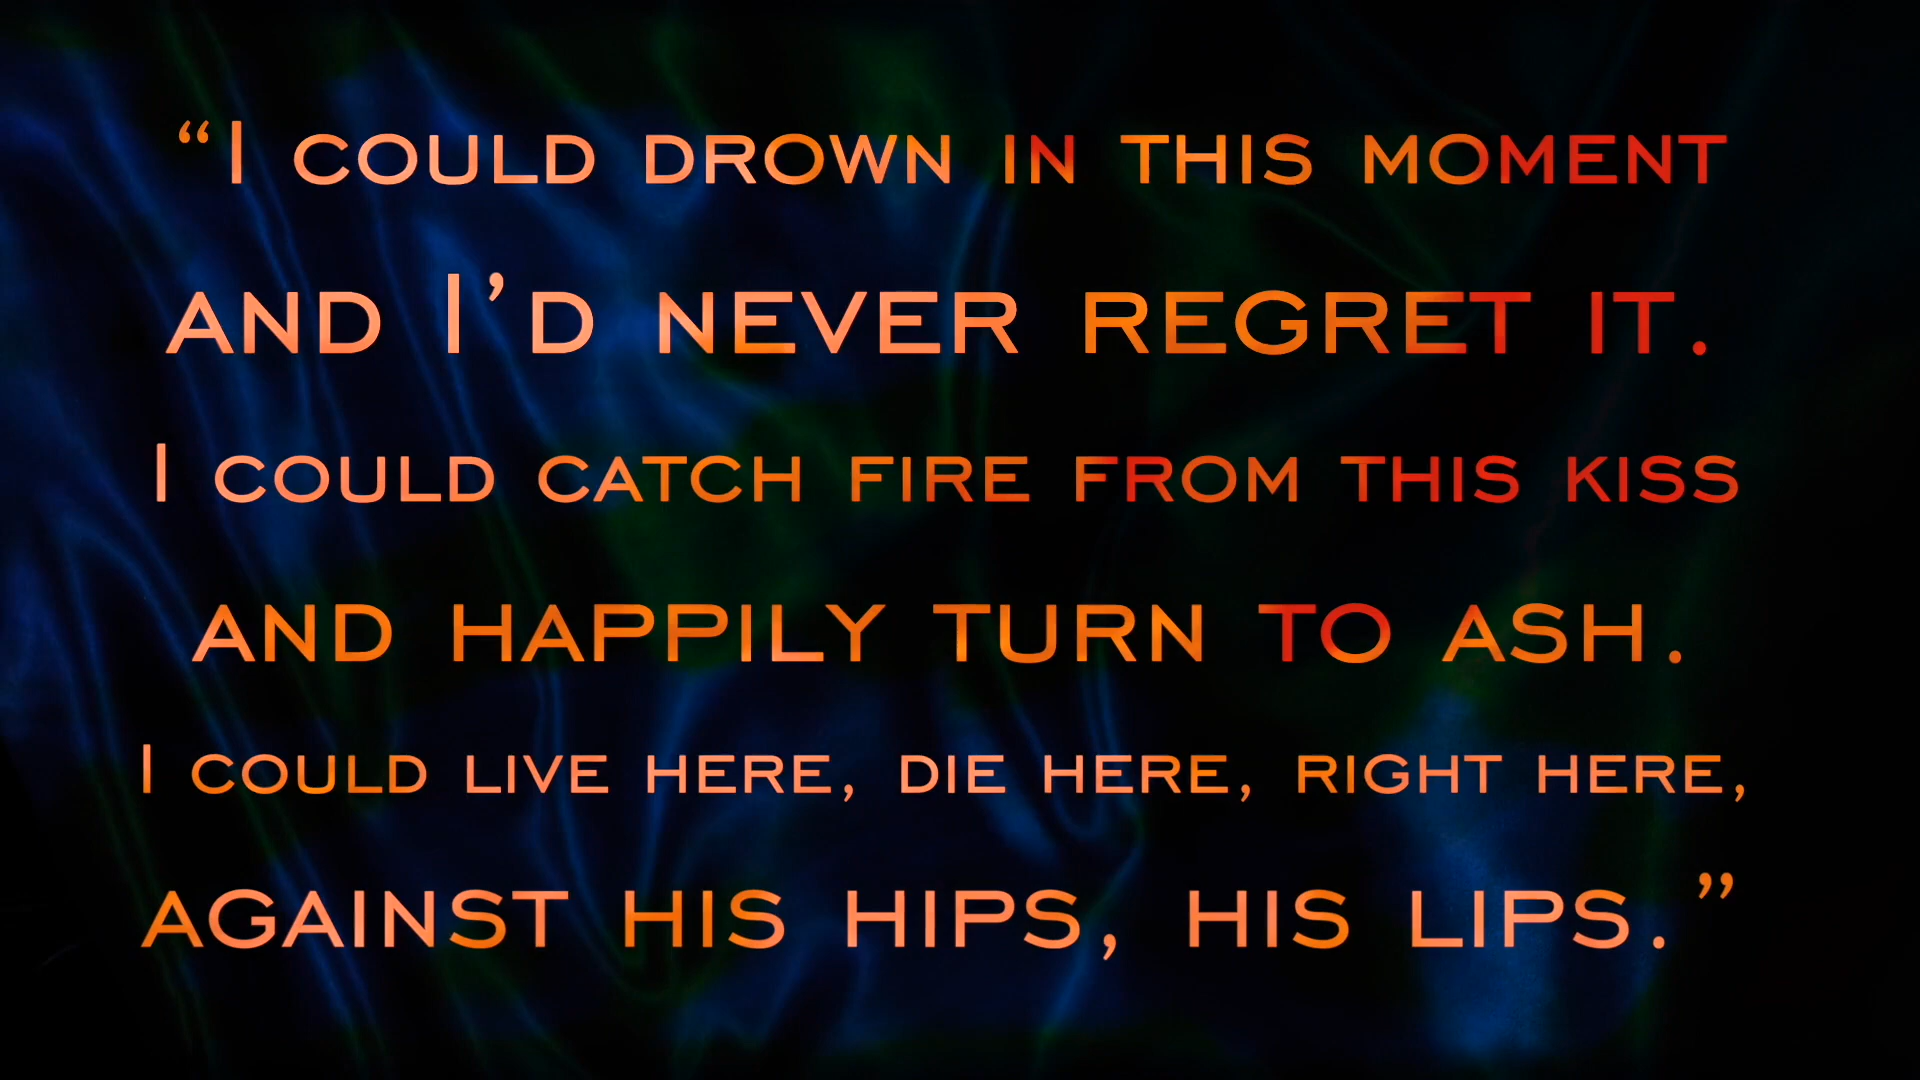 “I COULD DROWN IN THIS MOMENT
AND I’D NEVER REGRET IT.
I COULD CATCH FIRE FROM THIS KISS
AND HAPPILY TURN TO ASH.
I COULD LIVE HERE, DIE HERE, RIGHT HERE,
AGAINST HIS HIPS, HIS LIPS.”